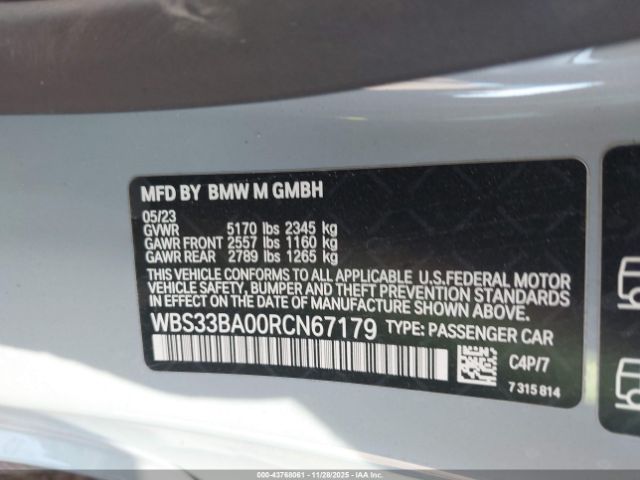 MFD BY BMW M GMBH
05/23
GVWR 5170 lbs 2345 kg
GAWR FRONT 2557 lbs 1160 kg
GAWR REAR 2789 lbs 1265 kg
THIS VEHICLE CONFORMS TO ALL APPLICABLE U.S.FEDERAL MOTOR
VEHICLE SAFETY, BUMPER AND THEFT PREVENTION STANDARDS
IN EFFECT ON THE DATE OF MANUFACTURE SHOWN ABOVE.
WBS33BA00RCN67179 TYPE: PASSENGER CAR
C4P/7
7 315 814
000-43768061 | 11/28/2025 | IAAI.COM